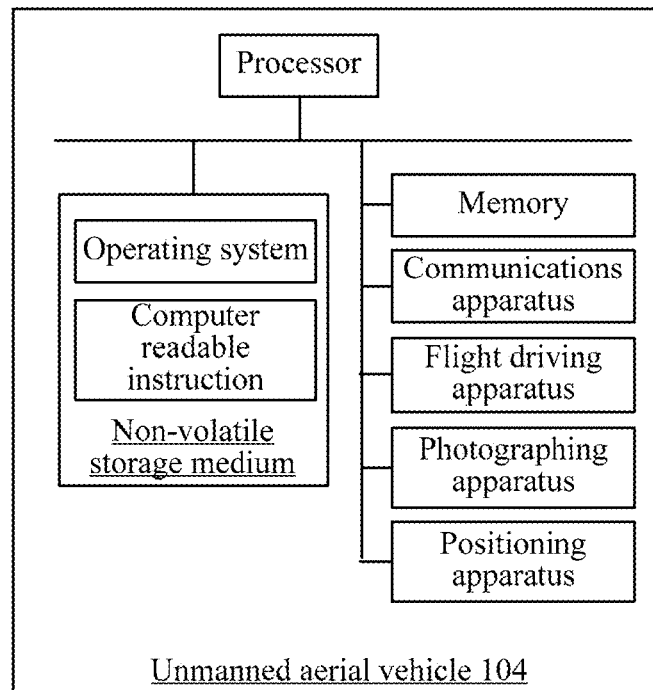 Processor
Operating system
Computer
readable
instruction
Non-volatile
storage medium
Memory
Communications
apparatus
Flight driving
apparatus
Photographing
apparatus
Positioning
apparatus
Unmanned aerial vehicle 104